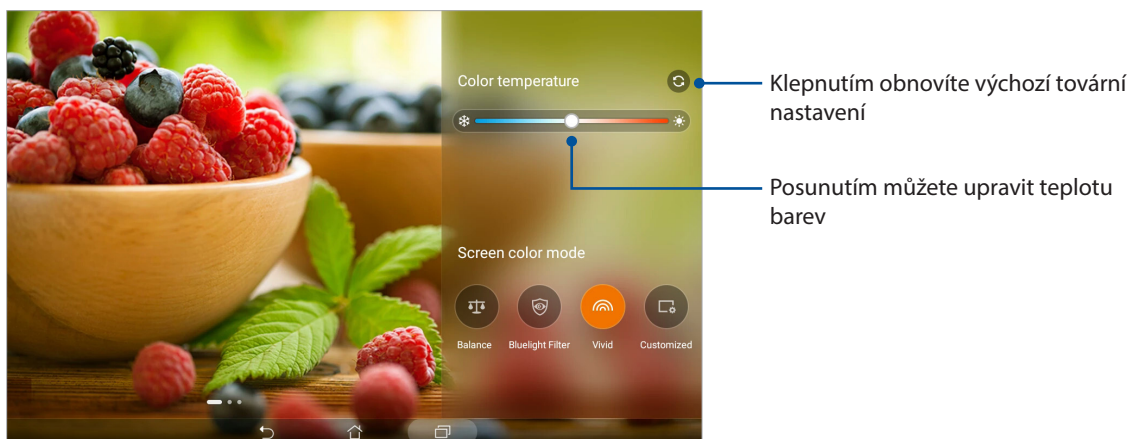 Color temperature
Klepnutím obnovíte výchozí tovární
nastavení
Posunutím můžete upravit teplotu
barev
Screen color mode
Balance
Bluelight Filter
Vivid
Customized